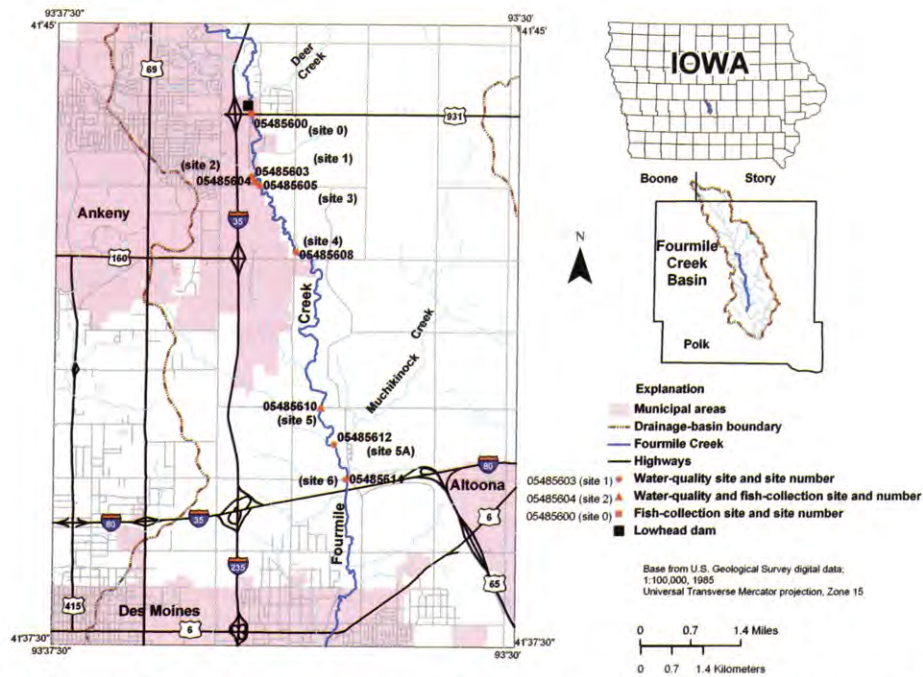 93°37'30"
93°30'
41°45'
41°45'
69
Deer
Creek
931
05485600
(site 0)
(site 1)
(site 2)
05485603
05485604
05485605
(site 3)
Ankeny
35
(site 4)
160
05485608
Creek
Muchikinock
Creek
05485610
(site 5)
05485612
(site 5A)
(site 6)
05485614
80
Altoona
6
80
35
Fourmile
235
65
415
Des Moines
6
41°37'30"
41°37'30"
93°37'30"
93°30'
N
IOWA
Boone
Story
Fourmile
Creek
Basin
Polk
Explanation
Municipal areas
Drainage-basin boundary
Fourmile Creek
Highways
05485603 (site 1) Water-quality site and site number
05485604 (site 2) Water-quality and fish-collection site and number
05485600 (site 0) Fish-collection site and site number
Lowhead dam
Base from U.S. Geological Survey digital data;
1:100,000, 1985
Universal Transverse Mercator projection, Zone 15
0 0.7 1.4 Miles
0 0.7 1.4 Kilometers